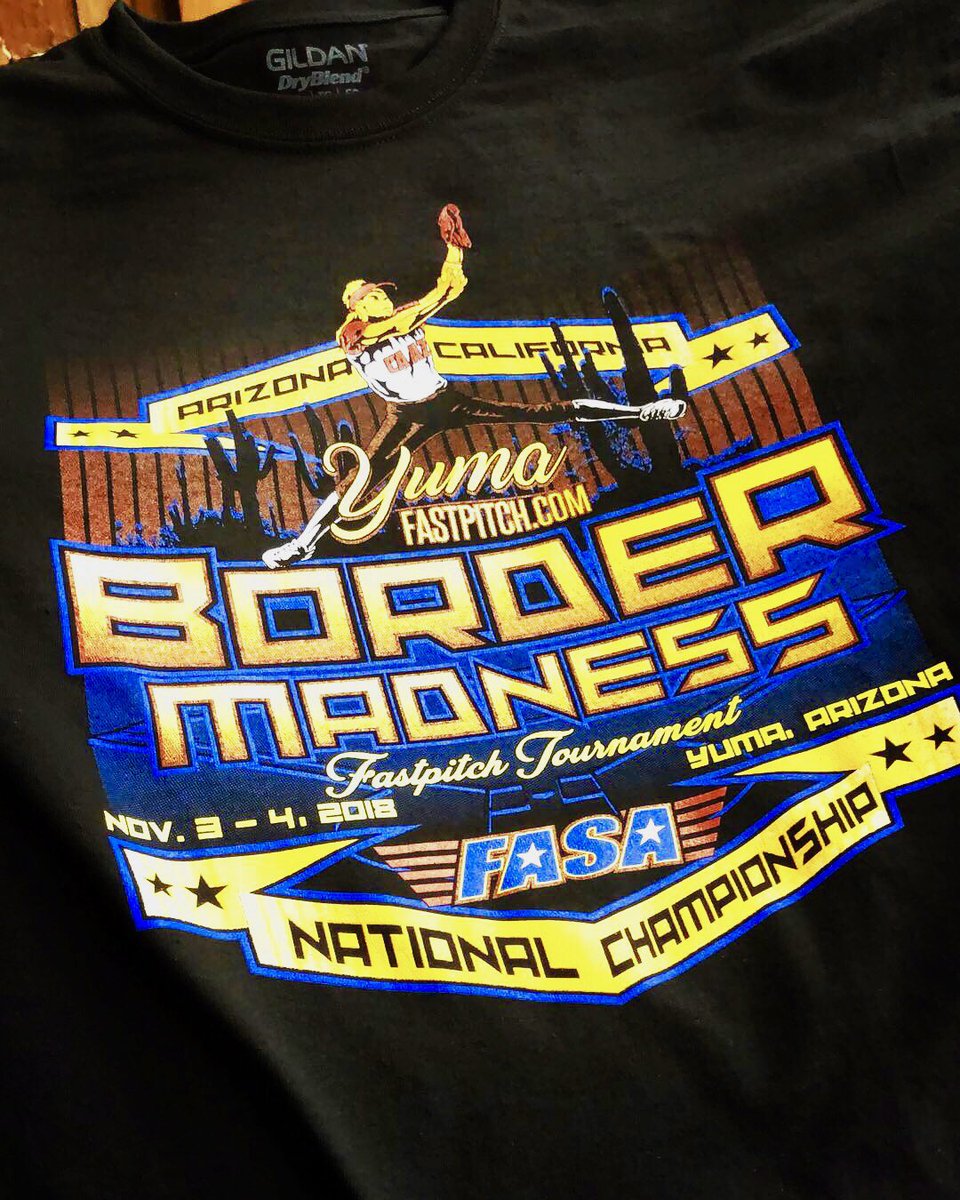 GILDAN
DryBlend®
ARIZONA CALIFORNIA
Yuma
FASTPITCH.COM
BORDER
MADNESS
Fastpitch Tournament
NOV. 3 - 4, 2018
YUMA, ARIZONA
FASA
NATIONAL CHAMPIONSHIP